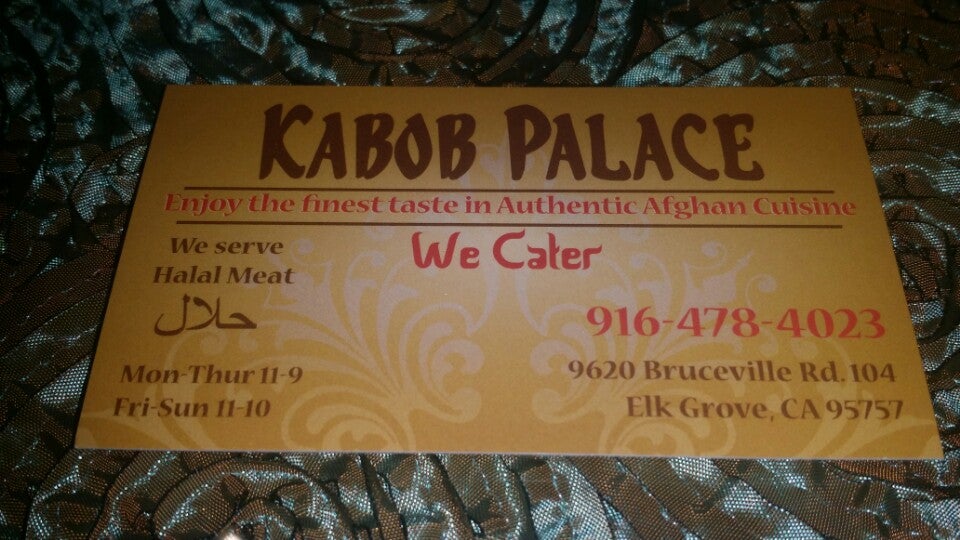 KABOB PALACE
Enjoy the finest taste in Authentic Afghan Cuisine
We serve
Halal Meat
حلال
We Cater
916-478-4023
Mon-Thur 11-9
Fri-Sun 11-10
9620 Bruceville Rd. 104
Elk Grove, CA 95757